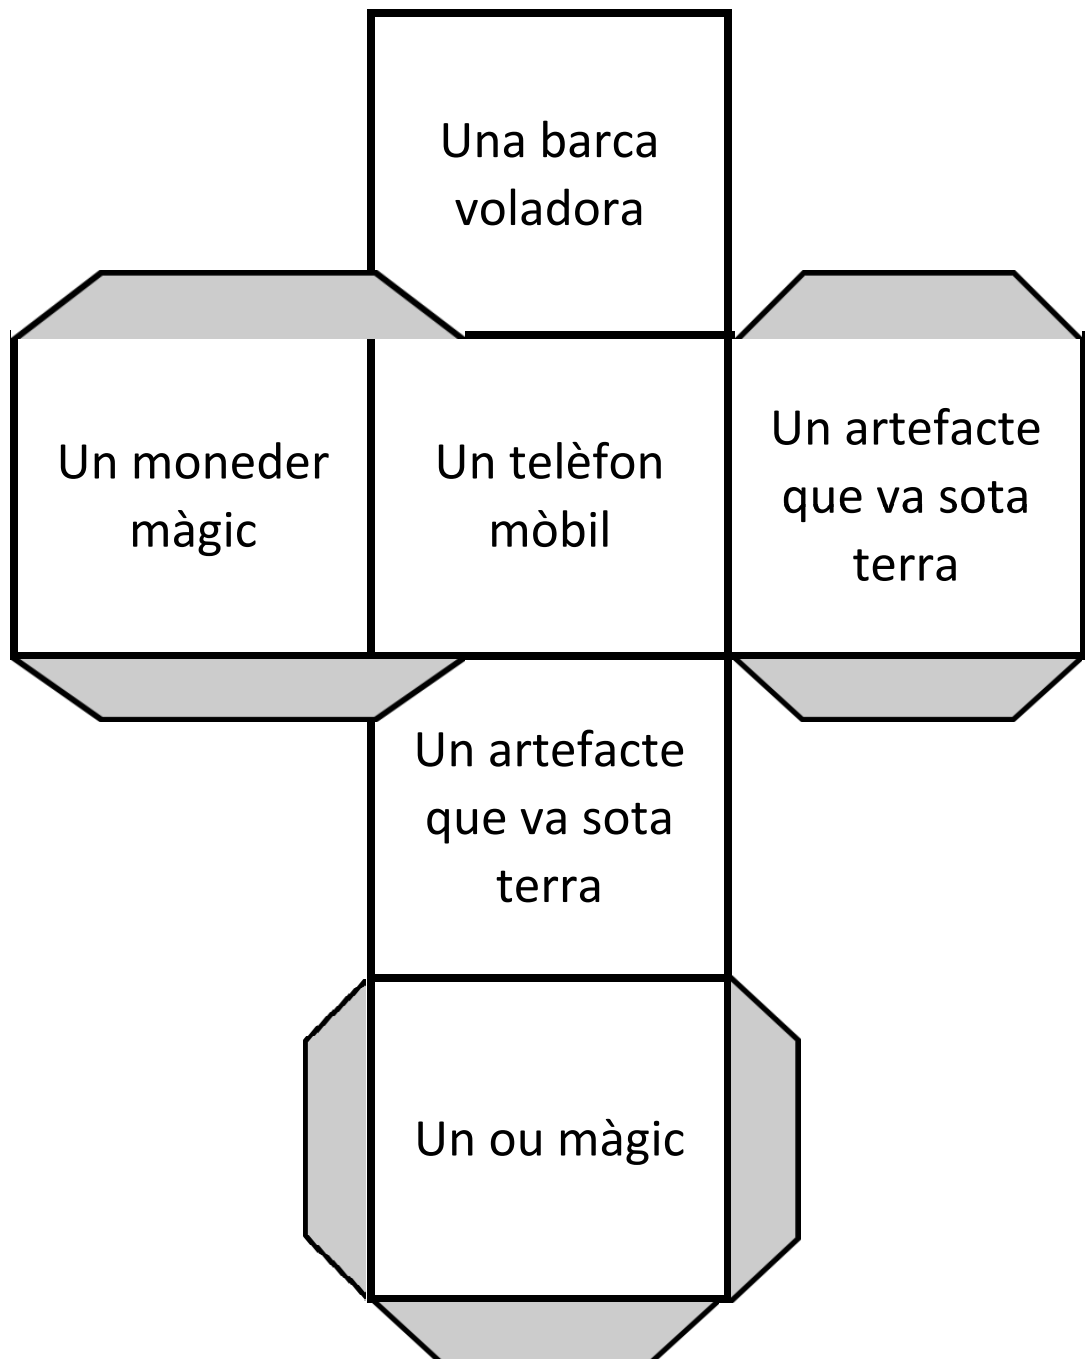 Una barca
voladora
Un moneder
màgic
Un telèfon
mòbil
Un artefacte
que va sota
terra
Un artefacte
que va sota
terra
Un ou màgic